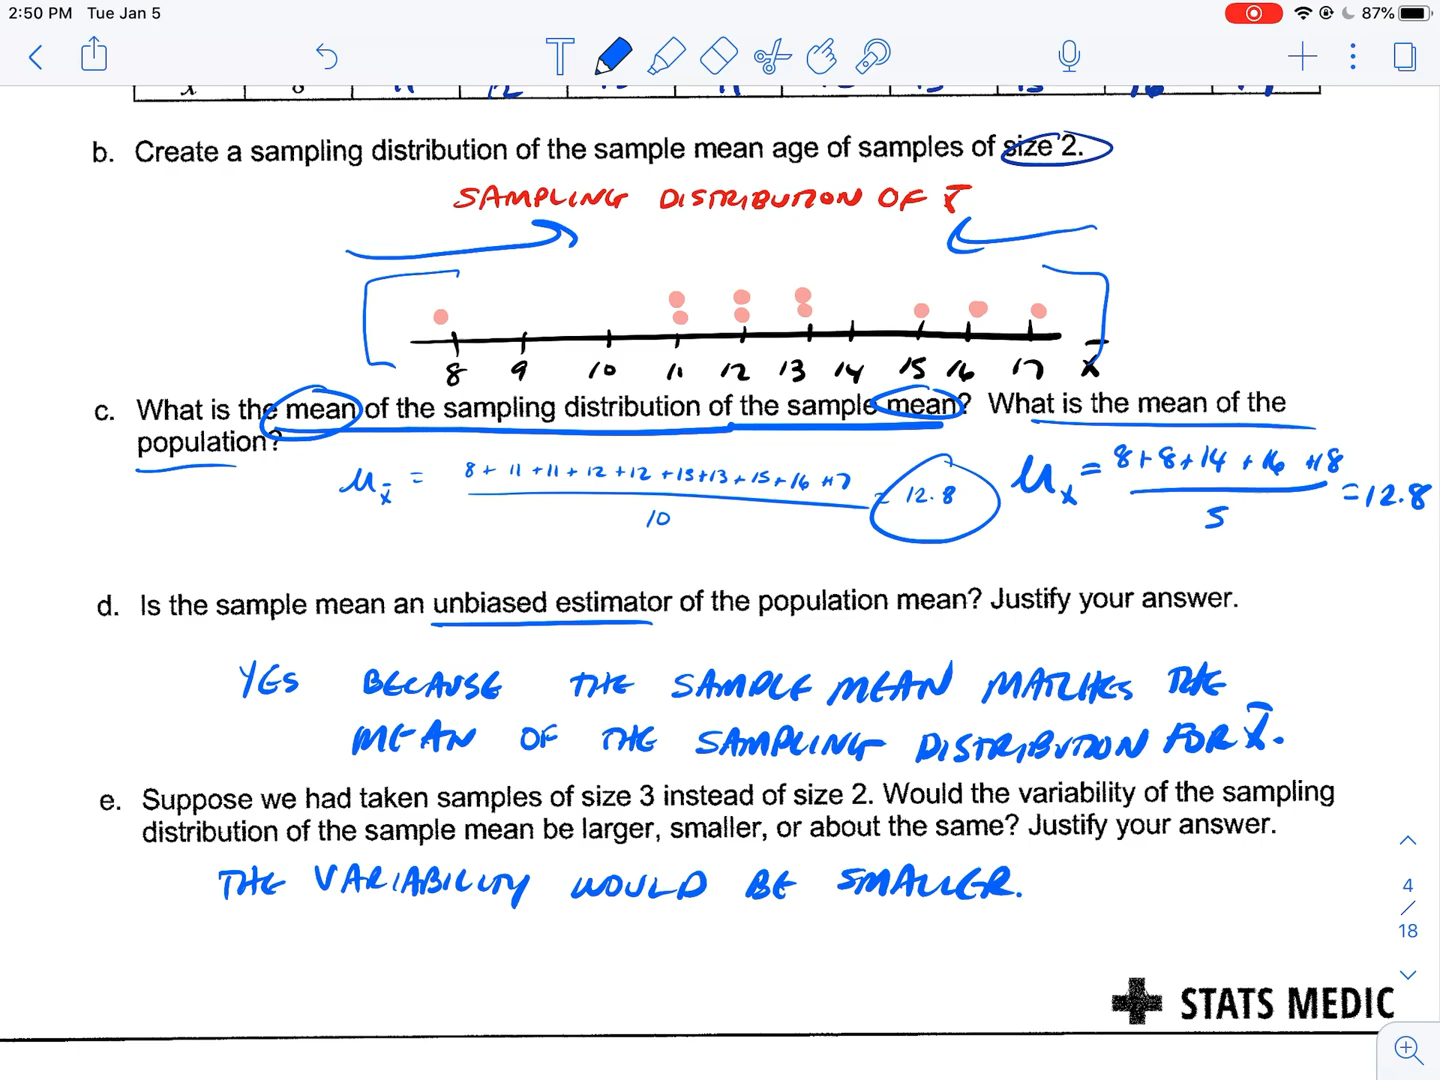 2:50 PM Tue Jan 5
87%
b. Create a sampling distribution of the sample mean age of samples of size 2.
SAMPLING DISTRIBUTION OF x̄
8 9 10 11 12 13 14 15 16 17 x̄
c. What is the mean of the sampling distribution of the sample mean? What is the mean of the
population?
μx̄ = 8 + 11 + 11 + 12 + 12 + 13 + 13 + 15 + 16 + 17 / 10 = 12.8
μx = 8 + 8 + 14 + 16 + 18 / 5 = 12.8
d. Is the sample mean an unbiased estimator of the population mean? Justify your answer.
YES BECAUSE THE SAMPLE MEAN MATCHES THE
MEAN OF THE SAMPLING DISTRIBUTION FOR x̄.
e. Suppose we had taken samples of size 3 instead of size 2. Would the variability of the sampling
distribution of the sample mean be larger, smaller, or about the same? Justify your answer.
THE VARIABILITY WOULD BE SMALLER.
4
/
18
STATS MEDIC